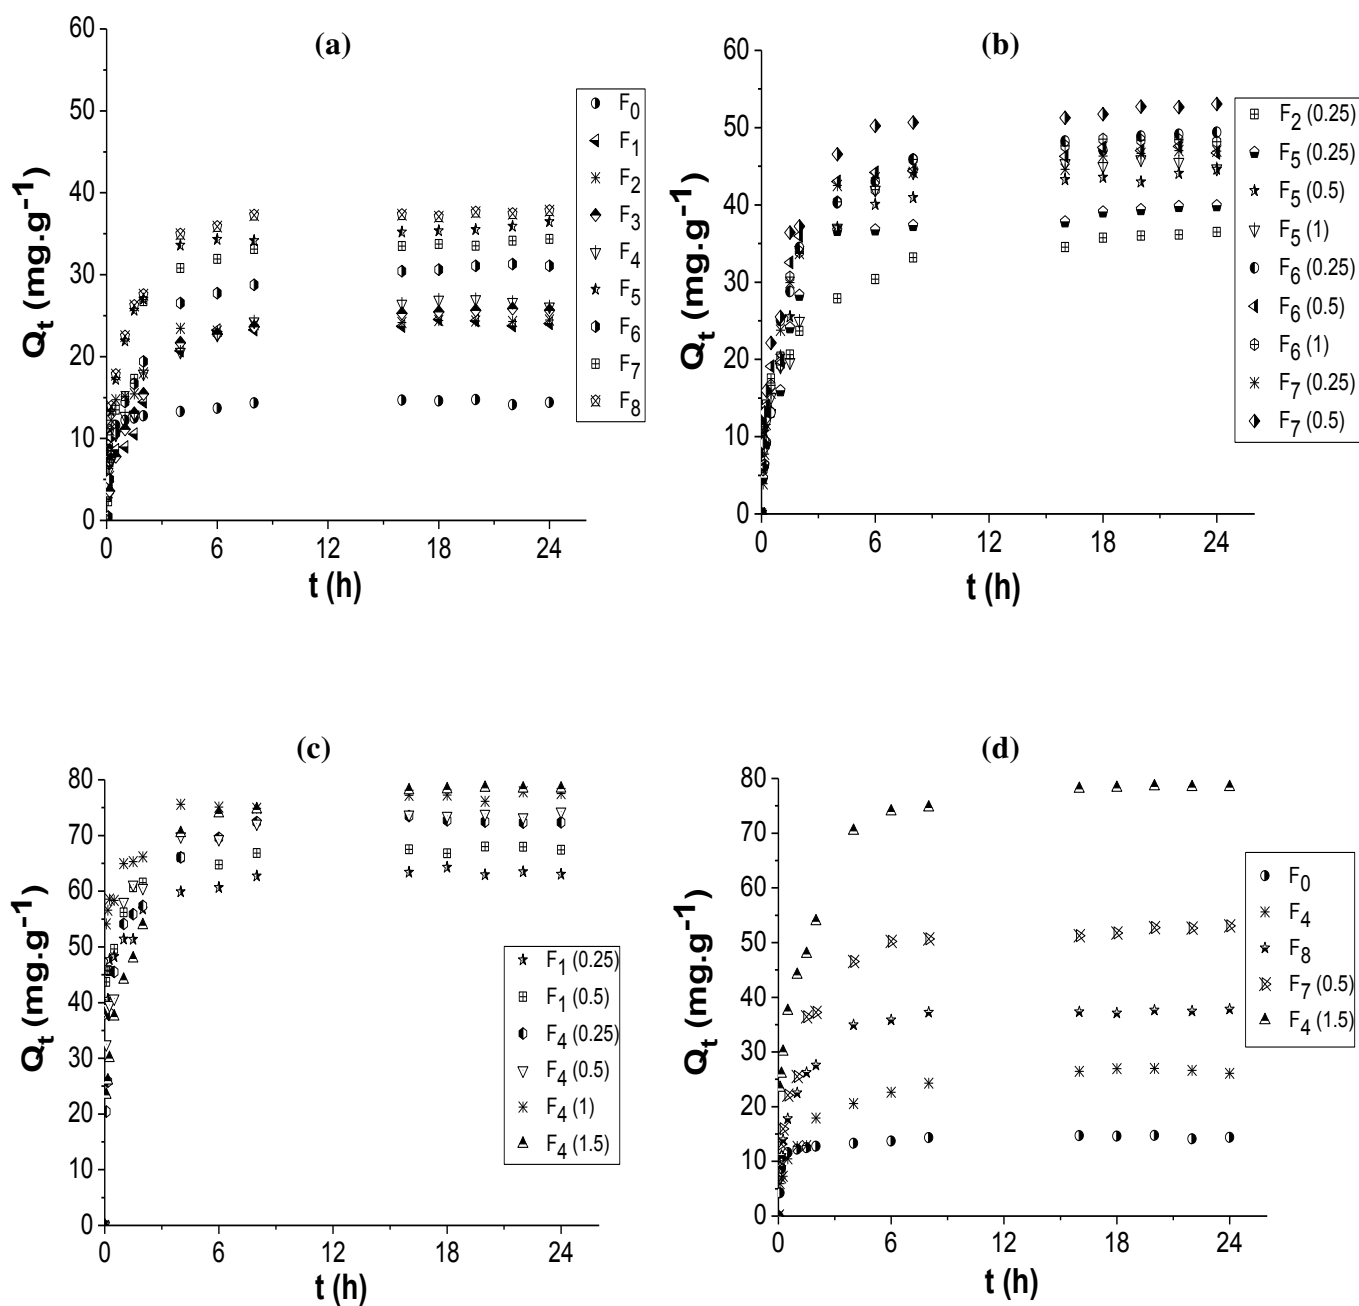 (a)
60
50
40
30
20
10
0
Qt (mg.g-1)
0 6 12 18 24
t (h)
F0
F1
F2
F3
F4
F5
F6
F7
F8
(b)
60
50
40
30
20
10
0
Qt (mg.g-1)
0 6 12 18 24
t (h)
F2 (0.25)
F5 (0.25)
F5 (0.5)
F5 (1)
F6 (0.25)
F6 (0.5)
F6 (1)
F7 (0.25)
F7 (0.5)
(c)
80
70
60
50
40
30
20
10
0
Qt (mg.g-1)
0 6 12 18 24
t (h)
F1 (0.25)
F1 (0.5)
F4 (0.25)
F4 (0.5)
F4 (1)
F4 (1.5)
(d)
80
70
60
50
40
30
20
10
0
Qt (mg.g-1)
0 6 12 18 24
t (h)
F0
F4
F8
F7 (0.5)
F4 (1.5)